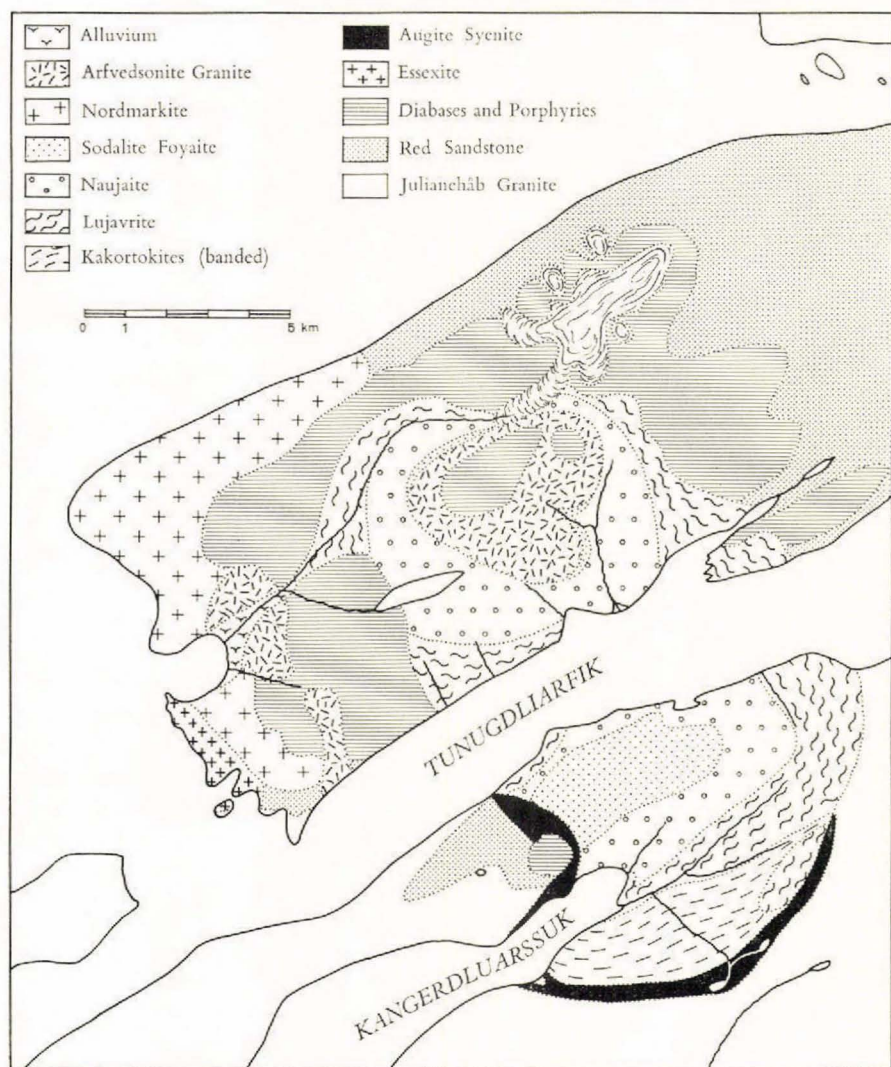 Alluvium
Arfvedsonite Granite
Nordmarkite
Sodalite Foyaite
Naujaite
Lujavrite
Kakortokites (banded)
Augite Syenite
Essexite
Diabases and Porphyries
Red Sandstone
Julianehâb Granite
0 1 5 km
TUNUGDLIARFIK
KANGERDLUARSSUK